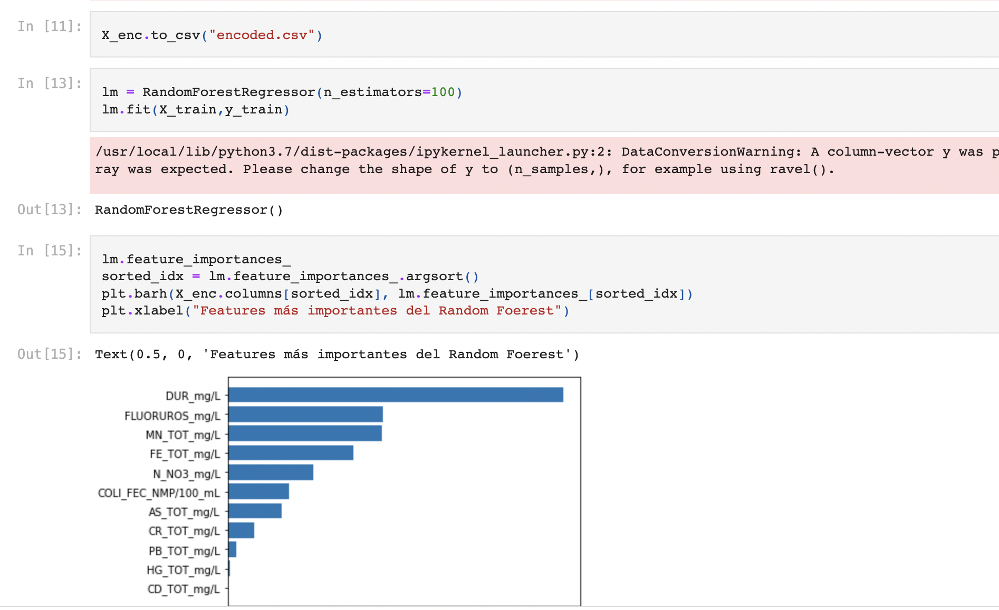 In [11]:
X_enc.to_csv("encoded.csv")
In [13]:
lm = RandomForestRegressor(n_estimators=100)
lm.fit(X_train,y_train)
/usr/local/lib/python3.7/dist-packages/ipykernel_launcher.py:2: DataConversionWarning: A column-vector y was
ray was expected. Please change the shape of y to (n_samples,), for example using ravel().
Out[13]: RandomForestRegressor()
In [15]:
lm.feature_importances_
sorted_idx = lm.feature_importances_.argsort()
plt.barh(X_enc.columns[sorted_idx], lm.feature_importances_[sorted_idx])
plt.xlabel("Features más importantes del Random Foerest")
Out[15]: Text(0.5, 0, 'Features más importantes del Random Foerest')
DUR_mg/L
FLUORUROS_mg/L
MN_TOT_mg/L
FE_TOT_mg/L
N_NO3_mg/L
COLI_FEC_NMP/100_mL
AS_TOT_mg/L
CR_TOT_mg/L
PB_TOT_mg/L
HG_TOT_mg/L
CD_TOT_mg/L